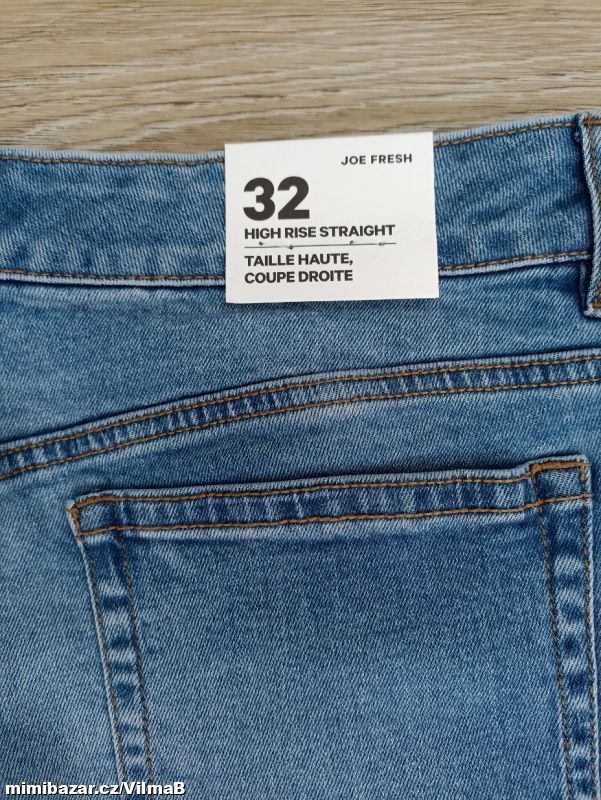 JOE FRESH
32
HIGH RISE STRAIGHT
TAILLE HAUTE,
COUPE DROITE
mimibazar.cz/VilmaB